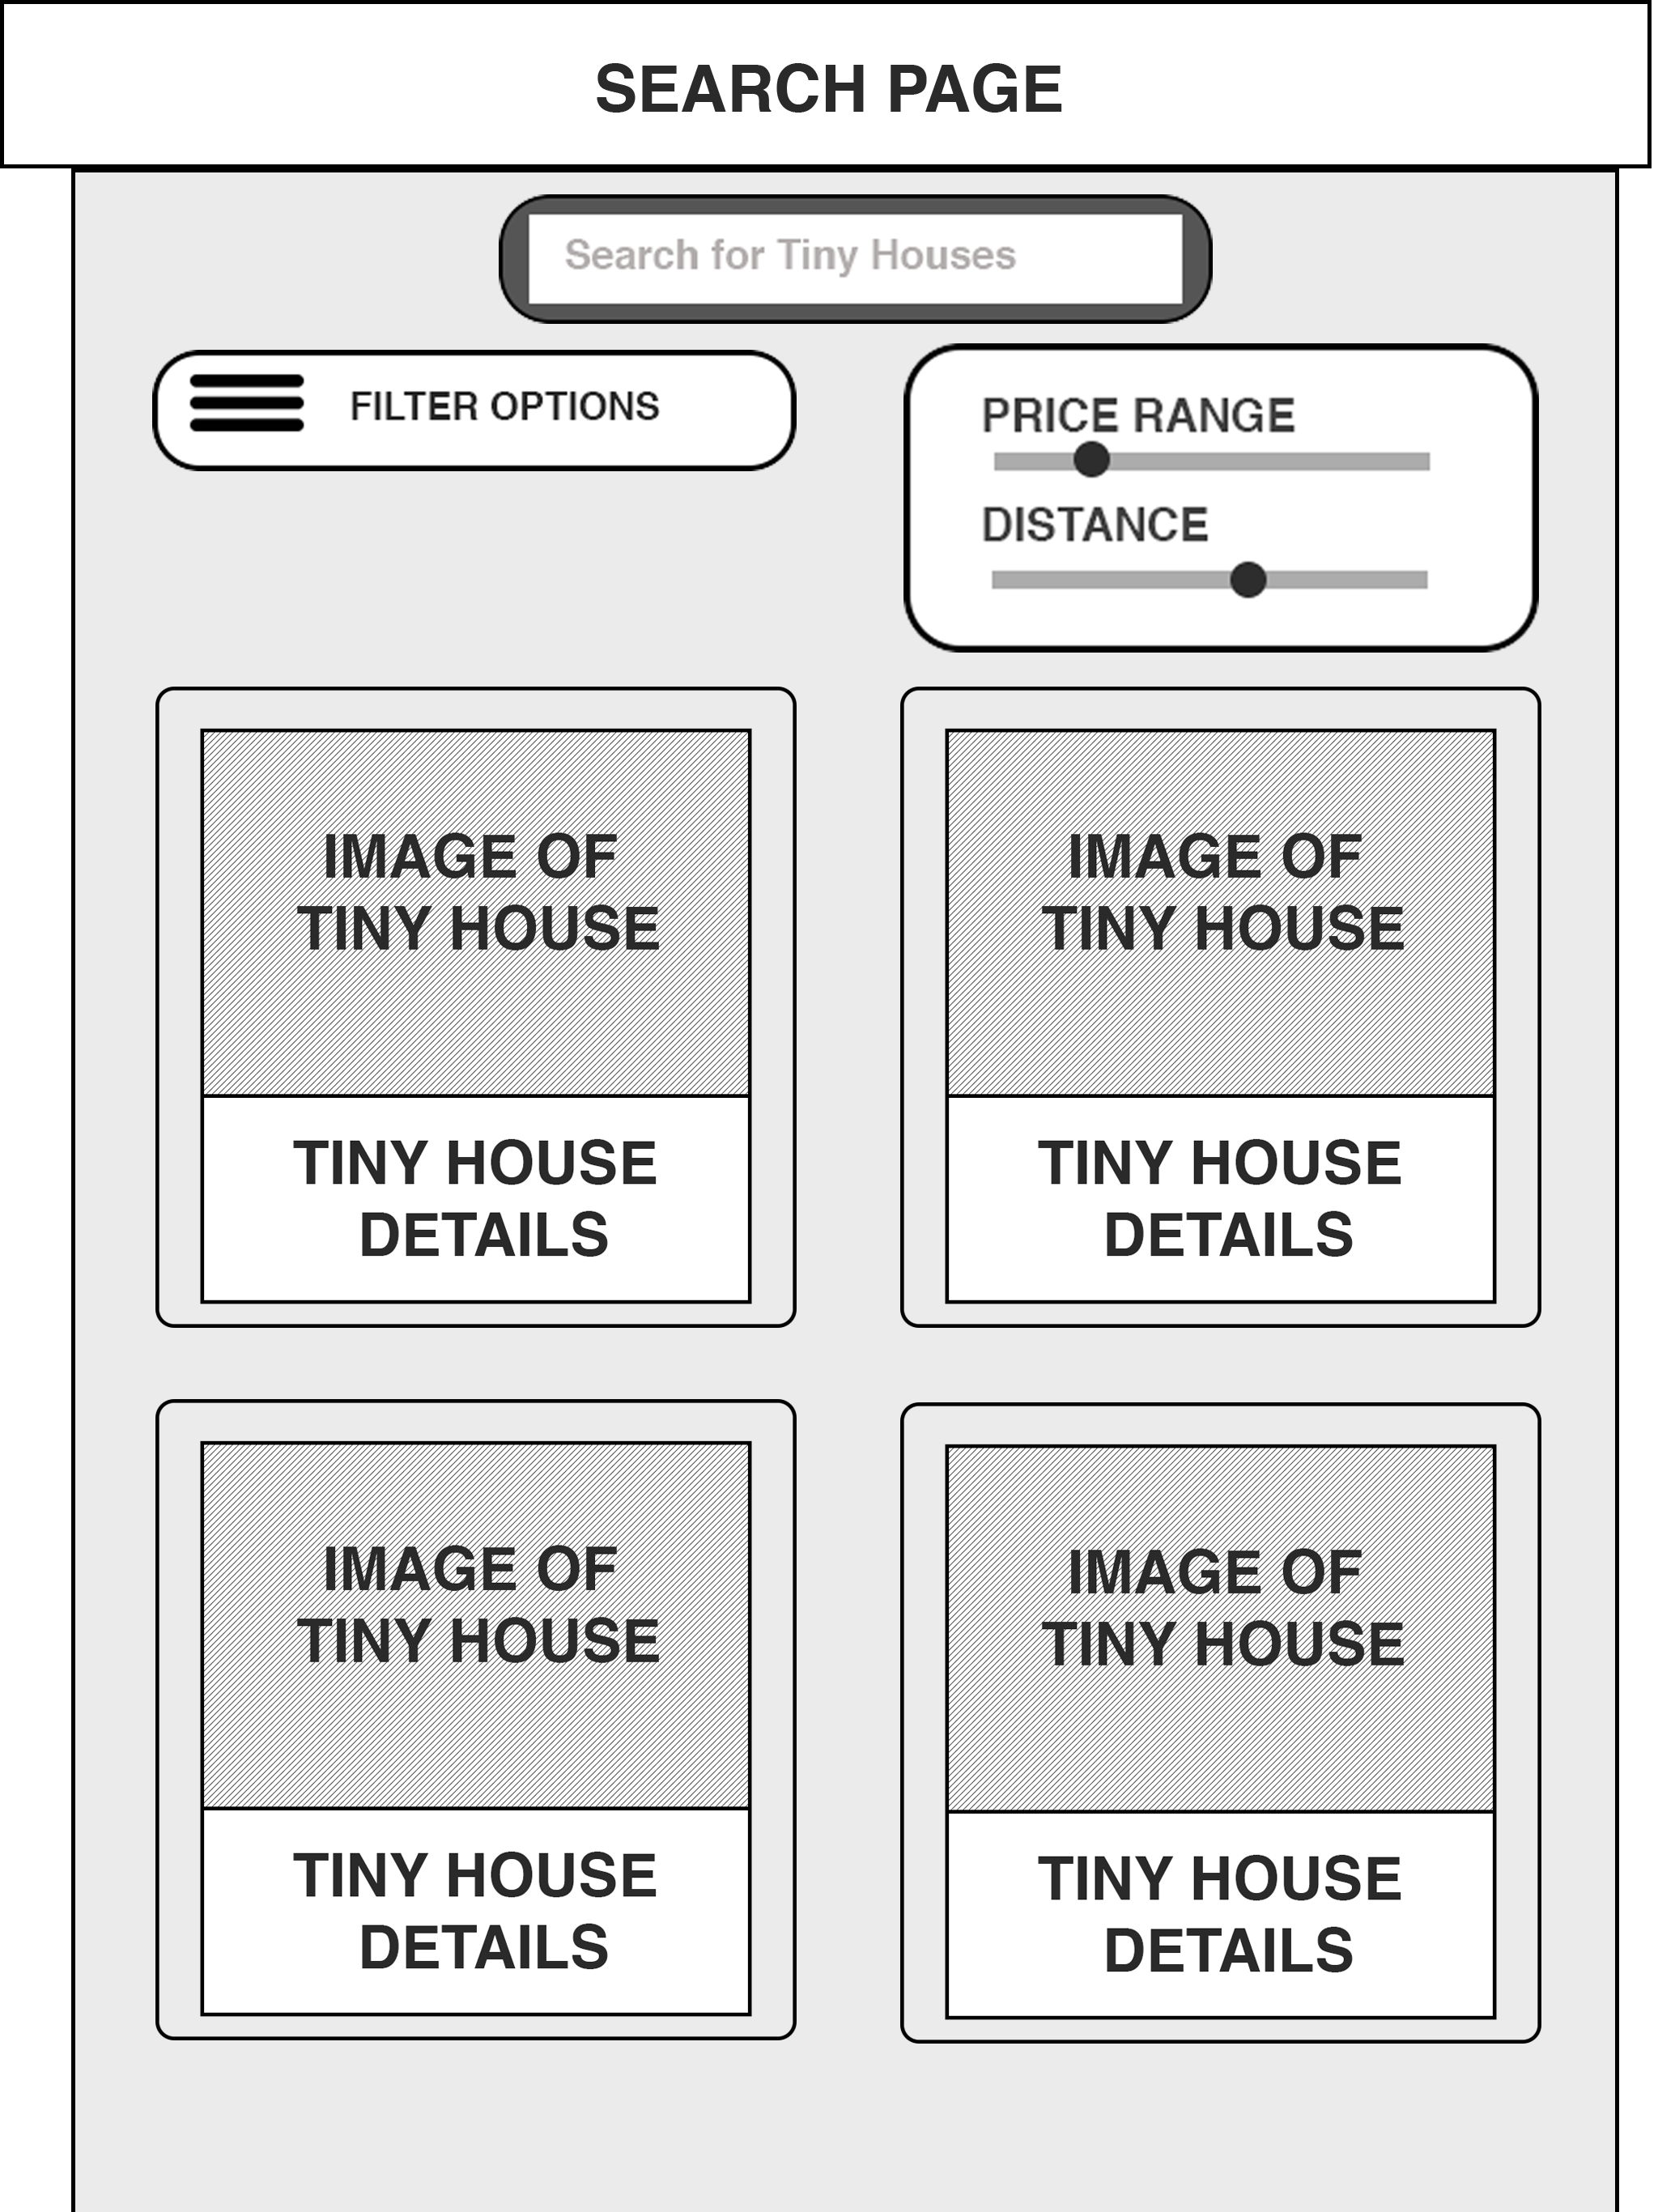 SEARCH PAGE
Search for Tiny Houses
FILTER OPTIONS
PRICE RANGE
DISTANCE
IMAGE OF
TINY HOUSE
TINY HOUSE
DETAILS
IMAGE OF
TINY HOUSE
TINY HOUSE
DETAILS
IMAGE OF
TINY HOUSE
TINY HOUSE
DETAILS
IMAGE OF
TINY HOUSE
TINY HOUSE
DETAILS